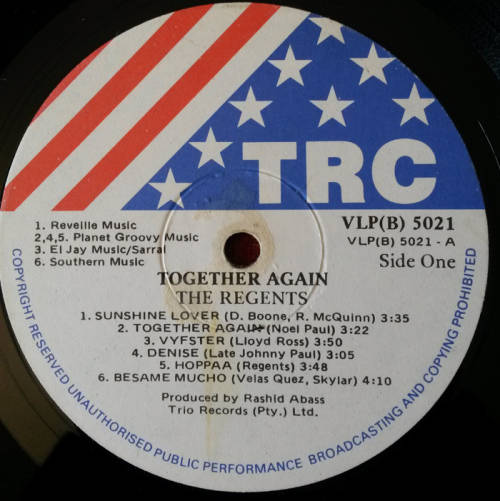 TRC
1. Reveille Music
2,4,5. Planet Groovy Music
3. El Jay Music/Sarrai
6. Southern Music
VLP(B) 5021
VLP(B) 5021 - A
Side One
TOGETHER AGAIN
THE REGENTS
1. SUNSHINE LOVER (D. Boone, R. McQuinn) 3:35
2. TOGETHER AGAIN (Noel Paul) 3:22
3. VYFSTER (Lloyd Ross) 3:50
4. DENISE (Late Johnny Paul) 3:05
5. HOPPAA (Regents) 3:48
6. BESAME MUCHO (Velas Quez, Skylar) 4:10
Produced by Rashid Abass
Trio Records (Pty.) Ltd.
COPYRIGHT RESERVED UNAUTHORISED PUBLIC PERFORMANCE BROADCASTING AND COPYING PROHIBITED